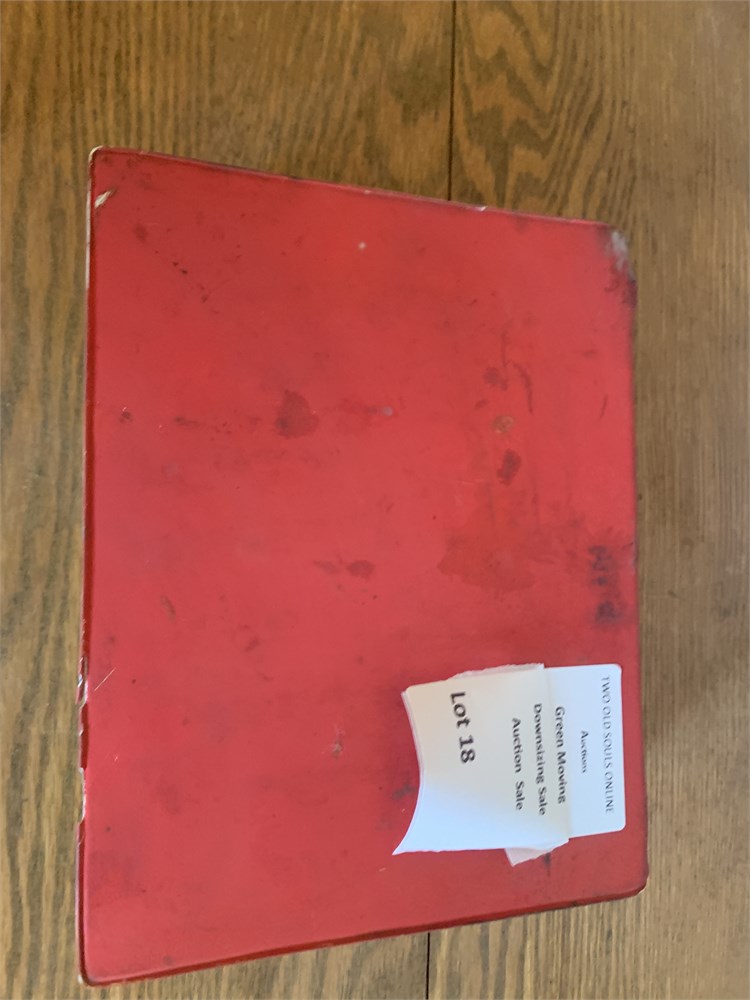 TWO OLD SOULS ONLINE
Auctions
Green Moving
Downsizing Sale
Auction Sale
Lot 18